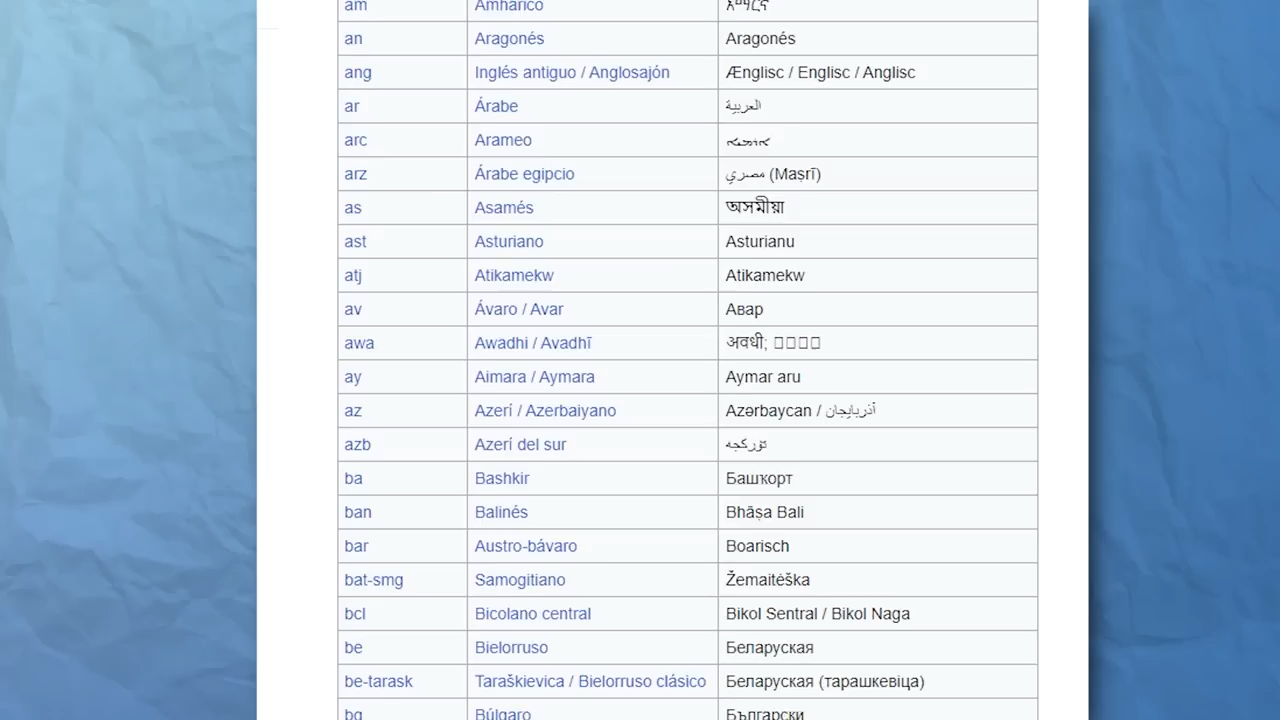 am Amhárico አማርኛ
an Aragonés Aragonés
ang Inglés antiguo / Anglosajón Ænglisc / Englisc / Anglisc
ar Árabe العربية
arc Arameo ܐܪܡܝܐ
arz Árabe egipcio مصرى (Maṣrī)
as Asamés অসমীয়া
ast Asturiano Asturianu
atj Atikamekw Atikamekw
av Ávaro / Avar Авар
awa Awadhi / Avadhī अवधी;
ay Aimara / Aymara Aymar aru
az Azerí / Azerbaiyano Azərbaycan / آذربايجان
azb Azerí del sur تۆرکجه
ba Bashkir Башҡорт
ban Balinés Bhāṣa Bali
bar Austro-bávaro Boarisch
bat-smg Samogitiano Žemaitėška
bcl Bicolano central Bikol Sentral / Bikol Naga
be Bielorruso Беларуская
be-tarask Taraškievica / Bielorruso clásico Беларуская (тарашкевіца)
bg Búlgaro Български